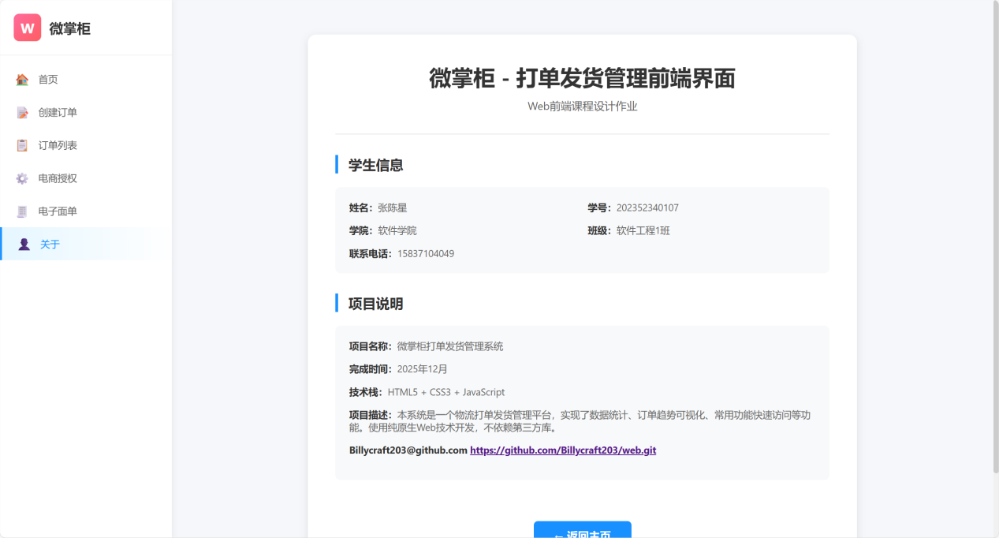 W 微掌柜
首页
创建订单
订单列表
电商授权
电子面单
关于
微掌柜 - 打单发货管理前端界面
Web前端课程设计作业
学生信息
姓名：张陈星 学号：202352340107
学院：软件学院 班级：软件工程1班
联系电话：15837104049
项目说明
项目名称：微掌柜打单发货管理系统
完成时间：2025年12月
技术栈：HTML5 + CSS3 + JavaScript
项目描述：本系统是一个物流打单发货管理平台，实现了数据统计、订单趋势可视化、常用功能快速访问等功
能。使用纯原生Web技术开发，不依赖第三方库。
Billycraft203@github.com https://github.com/Billycraft203/web.git
← 返回主页